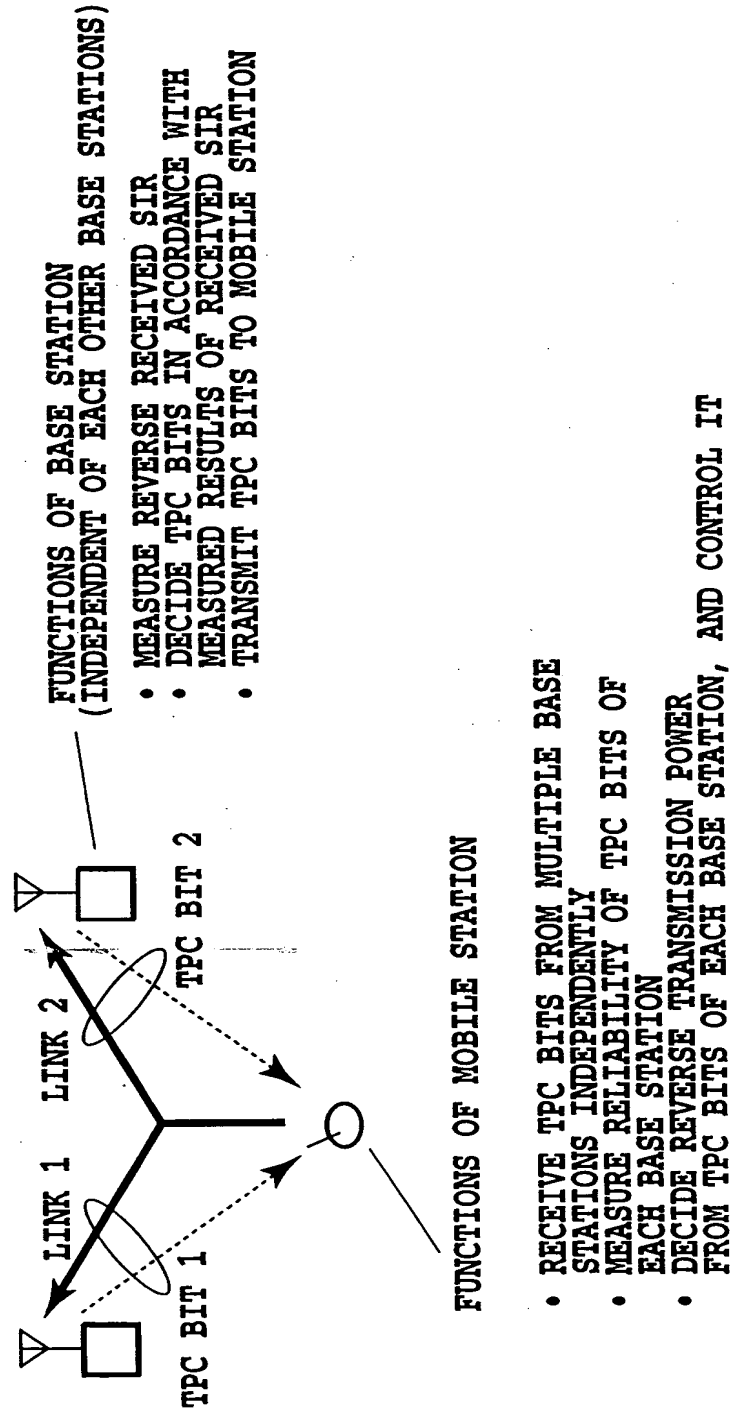 LINK 1
LINK 2
TPC BIT 1
TPC BIT 2
FUNCTIONS OF BASE STATION
(INDEPENDENT OF EACH OTHER BASE STATIONS)
• MEASURE REVERSE RECEIVED SIR
• DECIDE TPC BITS IN ACCORDANCE WITH
MEASURED RESULTS OF RECEIVED SIR
• TRANSMIT TPC BITS TO MOBILE STATION
FUNCTIONS OF MOBILE STATION
• RECEIVE TPC BITS FROM MULTIPLE BASE
STATIONS INDEPENDENTLY
• MEASURE RELIABILITY OF TPC BITS OF
EACH BASE STATION
• DECIDE REVERSE TRANSMISSION POWER
FROM TPC BITS OF EACH BASE STATION, AND CONTROL IT